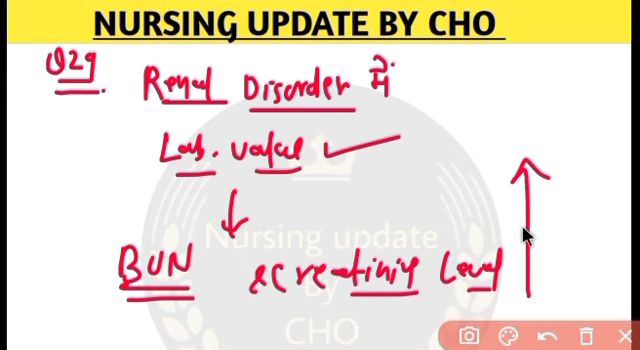 NURSING UPDATE BY CHO
Q29.
Renal Disorder में
Lab. value
BUN & Creatinine Level
Nursing update
By
CHO